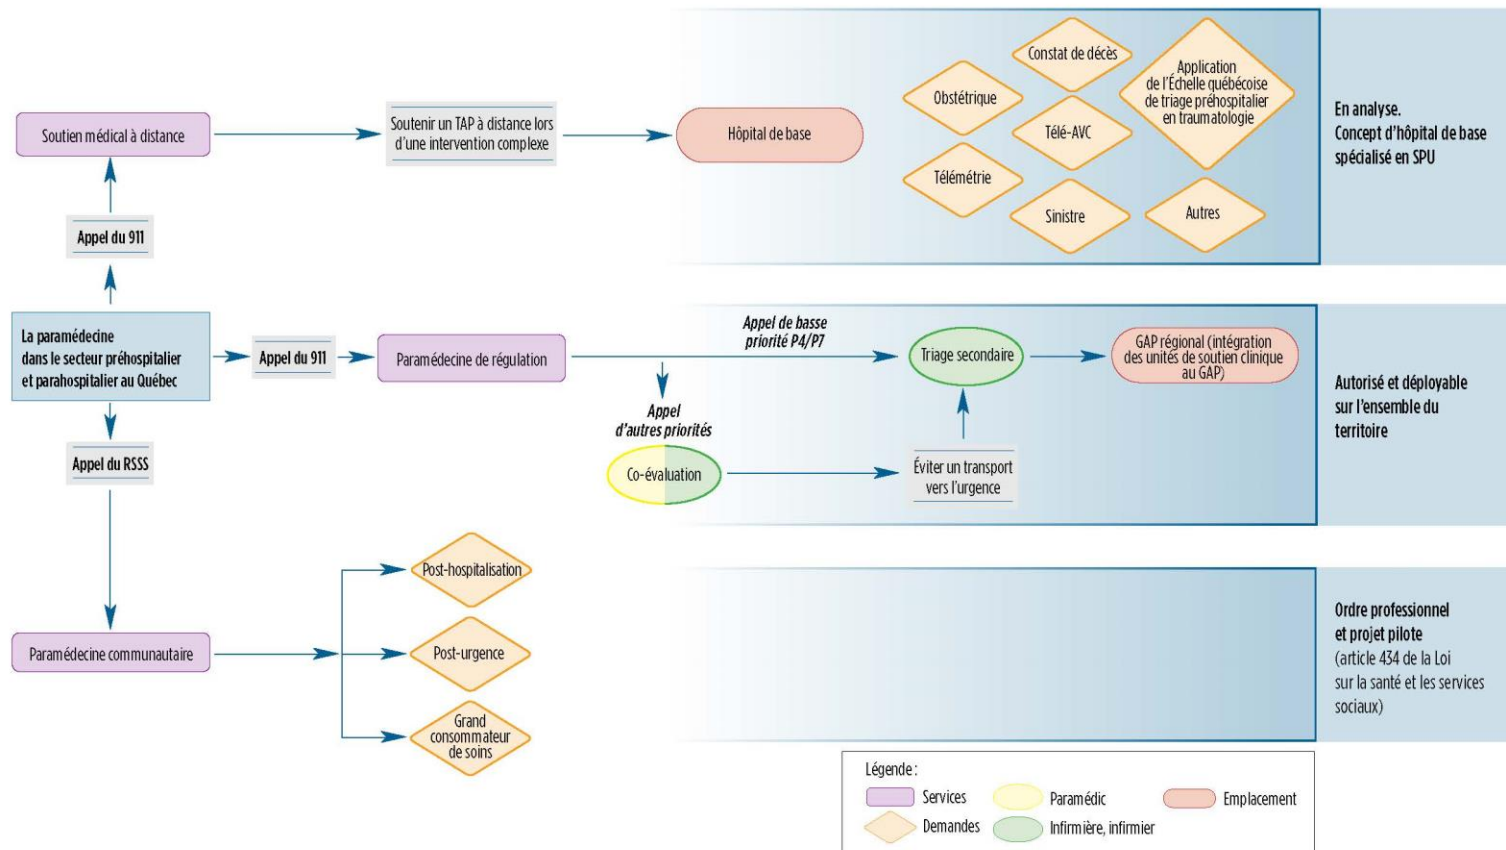 Soutien médical à distance
Soutenir un TAP à distance lors
d'une intervention complexe
Hôpital de base
Obstétrique
Constat de décès
Application
de l'Échelle québécoise
de triage préhospitalier
en traumatologie
Télé-AVC
Télémétrie
Sinistre
Autres
En analyse.
Concept d'hôpital de base
spécialisé en SPU
Appel du 911
La paramédecine
dans le secteur préhospitalier
et parahospitalier au Québec
Appel du 911
Paramédecine de régulation
Appel de basse
priorité P4/P7
Triage secondaire
GAP régional (intégration
des unités de soutien clinique
au GAP)
Appel
d'autres priorités
Co-évaluation
Éviter un transport
vers l'urgence
Autorisé et déployable
sur l'ensemble du
territoire
Appel du RSSS
Paramédecine communautaire
Post-hospitalisation
Post-urgence
Grand
consommateur
de soins
Ordre professionnel
et projet pilote
(article 434 de la Loi
sur la santé et les services
sociaux)
Légende :
Services
Paramédic
Emplacement
Demandes
Infirmière, infirmier